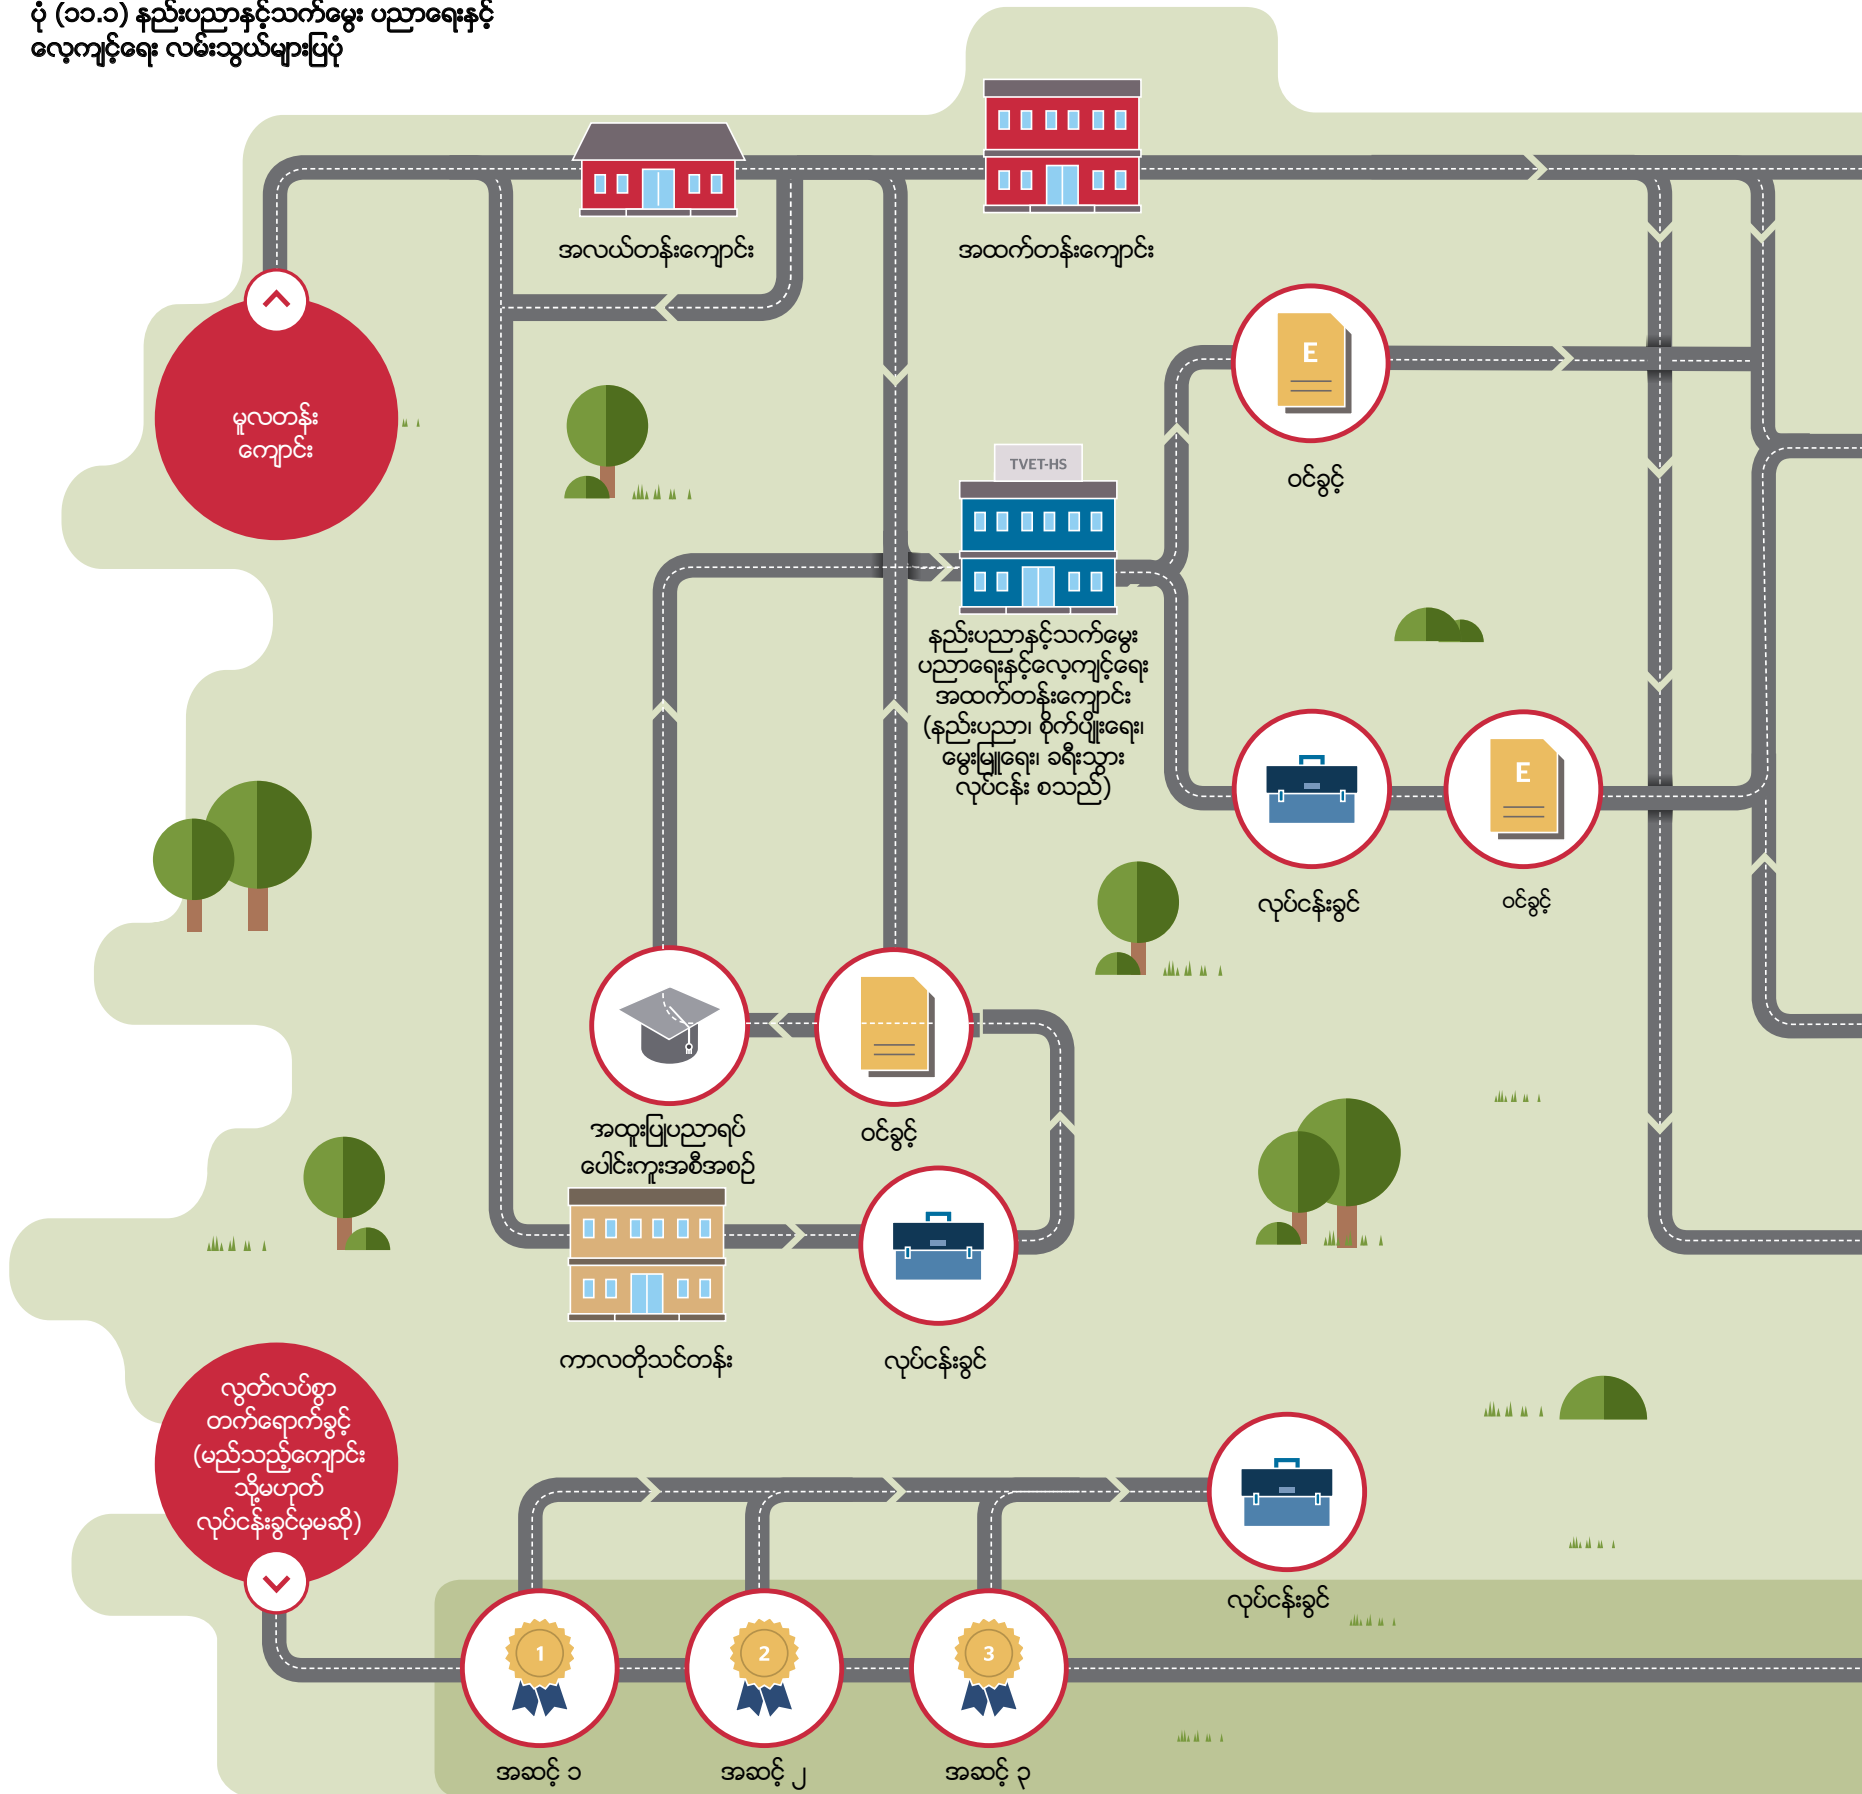 ပုံ (၁၁.၁) နည်းပညာနှင့်သက်မွေး ပညာရေးနှင့်
လေ့ကျင့်ရေး လမ်းသွယ်များပြပုံ
အလယ်တန်းကျောင်း
အထက်တန်းကျောင်း
မူလတန်း
ကျောင်း
E
ဝင်ခွင့်
TVET-HS
နည်းပညာနှင့်သက်မွေး
ပညာရေးနှင့်လေ့ကျင့်ရေး
အထက်တန်းကျောင်း
(နည်းပညာ၊ စိုက်ပျိုးရေး၊
မွေးမြူရေး၊ ခရီးသွား
လုပ်ငန်း စသည်)
E
လုပ်ငန်းခွင်
ဝင်ခွင့်
အထူးပြုပညာရပ်
ပေါင်းကူးအစီအစဉ်
ဝင်ခွင့်
ကာလတိုသင်တန်း
လုပ်ငန်းခွင်
လွတ်လပ်စွာ
တက်ရောက်ခွင့်
(မည်သည့်ကျောင်း
သို့မဟုတ်
လုပ်ငန်းခွင်မှမဆို)
လုပ်ငန်းခွင်
1
2
3
အဆင့် ၁
အဆင့် ၂
အဆင့် ၃